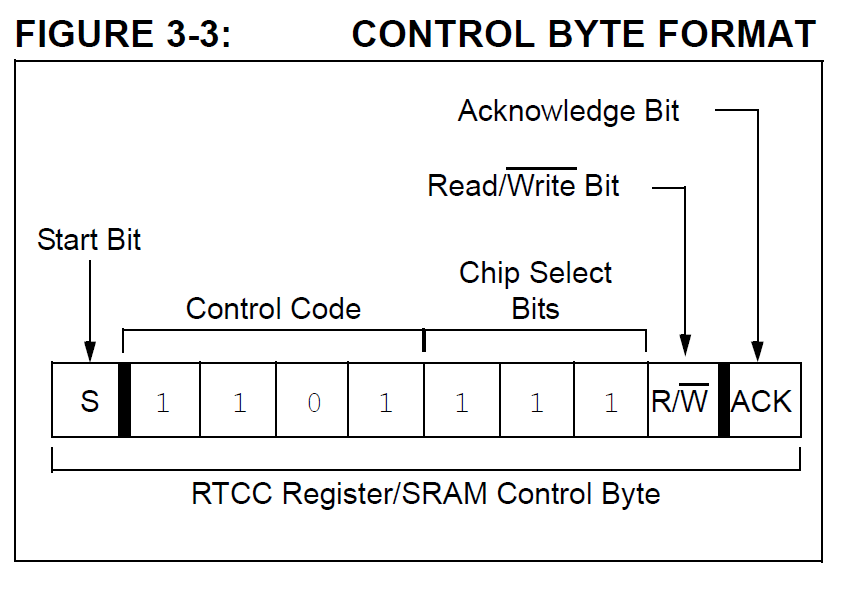 FIGURE 3-3: CONTROL BYTE FORMAT
Acknowledge Bit
Read/Write Bit
Start Bit
Chip Select
Bits
Control Code
S 1 1 0 1 1 1 1 R/W ACK
RTCC Register/SRAM Control Byte